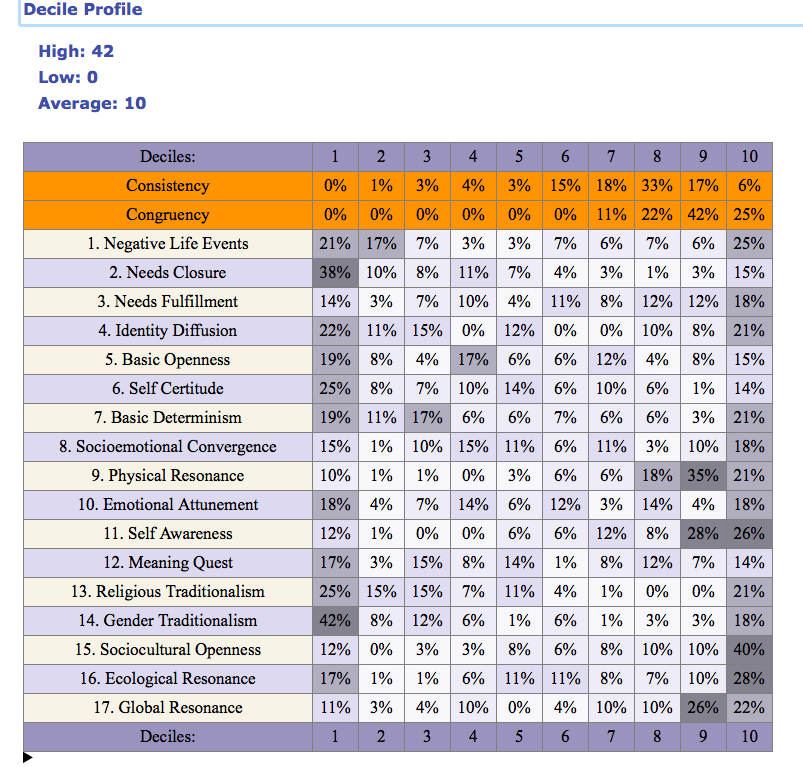 Decile Profile
High: 42
Low: 0
Average: 10
Deciles: 1 2 3 4 5 6 7 8 9 10
Consistency 0% 1% 3% 4% 3% 15% 18% 33% 17% 6%
Congruency 0% 0% 0% 0% 0% 0% 11% 22% 42% 25%
1. Negative Life Events 21% 17% 7% 3% 3% 7% 6% 7% 6% 25%
2. Needs Closure 38% 10% 8% 11% 7% 4% 3% 1% 3% 15%
3. Needs Fulfillment 14% 3% 7% 10% 4% 11% 8% 12% 12% 18%
4. Identity Diffusion 22% 11% 15% 0% 12% 0% 0% 10% 8% 21%
5. Basic Openness 19% 8% 4% 17% 6% 6% 12% 4% 8% 15%
6. Self Certitude 25% 8% 7% 10% 14% 6% 10% 6% 1% 14%
7. Basic Determinism 19% 11% 17% 6% 6% 7% 6% 6% 3% 21%
8. Socioemotional Convergence 15% 1% 10% 15% 11% 6% 11% 3% 10% 18%
9. Physical Resonance 10% 1% 1% 0% 3% 6% 6% 18% 35% 21%
10. Emotional Attunement 18% 4% 7% 14% 6% 12% 3% 14% 4% 18%
11. Self Awareness 12% 1% 0% 0% 6% 6% 12% 8% 28% 26%
12. Meaning Quest 17% 3% 15% 8% 14% 1% 8% 12% 7% 14%
13. Religious Traditionalism 25% 15% 15% 7% 11% 4% 1% 0% 0% 21%
14. Gender Traditionalism 42% 8% 12% 6% 1% 6% 1% 3% 3% 18%
15. Sociocultural Openness 12% 0% 3% 3% 8% 6% 8% 10% 10% 40%
16. Ecological Resonance 17% 1% 1% 6% 11% 11% 8% 7% 10% 28%
17. Global Resonance 11% 3% 4% 10% 0% 4% 10% 10% 26% 22%
Deciles: 1 2 3 4 5 6 7 8 9 10